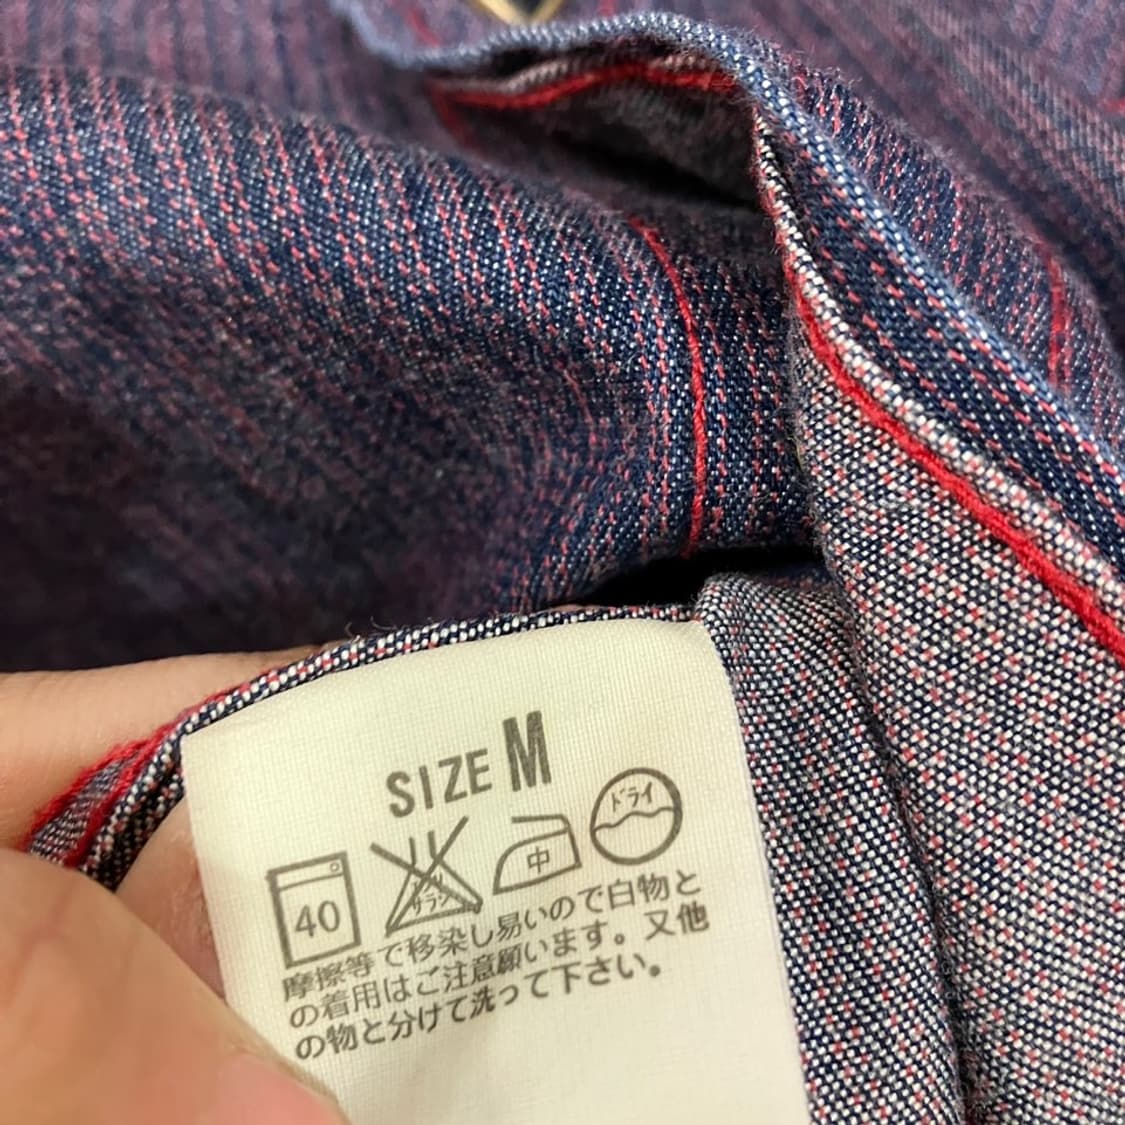 SIZE M
40 エンソ サラシ 中 ドライ
摩擦等で移染し易いので白物と
の着用はご注意願います。又他
の物と分けて洗って下さい。